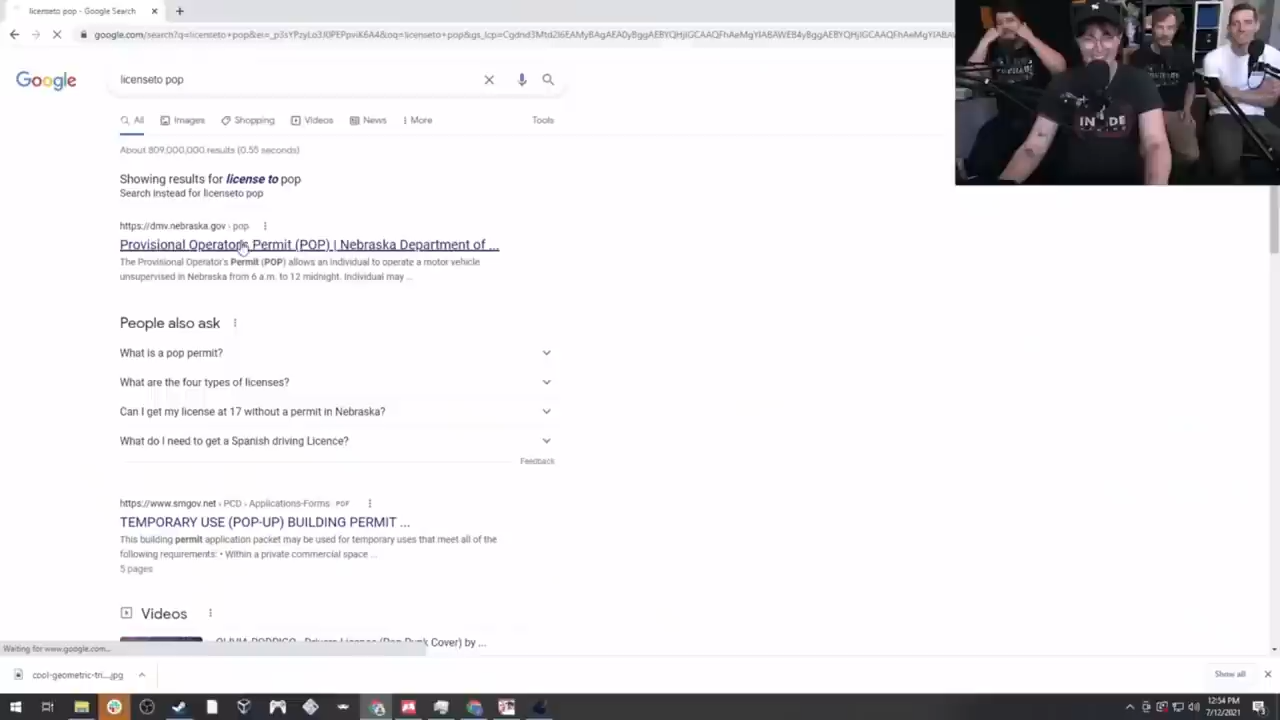 licenseto pop - Google Search
google.com/search?q=licenseto+pop&ei=
Google
licenseto pop
All
Images
Shopping
Videos
News
More
Tools
About 809,000,000 results (0.55 seconds)
Showing results for license to pop
Search instead for licenseto pop
https://dmv.nebraska.gov › pop
Provisional Operator's Permit (POP) | Nebraska Department of ...
The Provisional Operator's Permit (POP) allows an individual to operate a motor vehicle
unsupervised in Nebraska from 6 a.m. to 12 midnight. Individual may ...
People also ask
What is a pop permit?
What are the four types of licenses?
Can I get my license at 17 without a permit in Nebraska?
What do I need to get a Spanish driving Licence?
Feedback
https://www.smgov.net › PCD › Applications-Forms PDF
TEMPORARY USE (POP-UP) BUILDING PERMIT ...
This building permit application packet may be used for temporary uses that meet all of the
following requirements: • Within a private commercial space ...
5 pages
Videos
OLIVIA RODRIGO - Drivers License (Pop Punk Cover) by ...
Waiting for www.google.com...
cool-geometric-tri....jpg
Show all
12:54 PM
7/12/2021